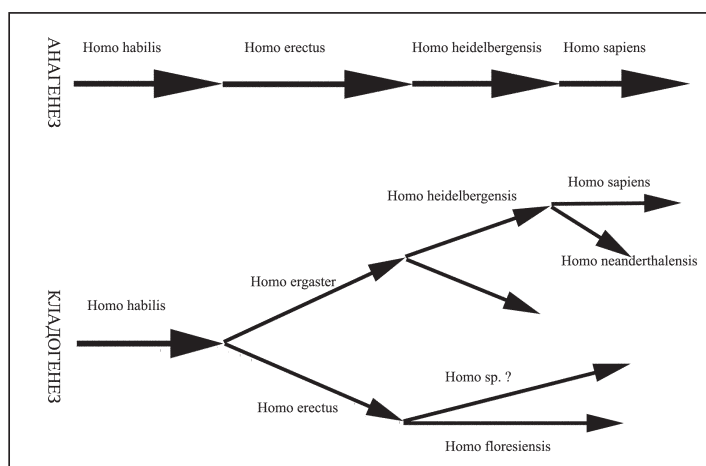 АНАГЕНЕЗ
Homo habilis
Homo erectus
Homo heidelbergensis
Homo sapiens
КЛАДОГЕНЕЗ
Homo habilis
Homo ergaster
Homo heidelbergensis
Homo sapiens
Homo neanderthalensis
Homo erectus
Homo sp. ?
Homo floresiensis